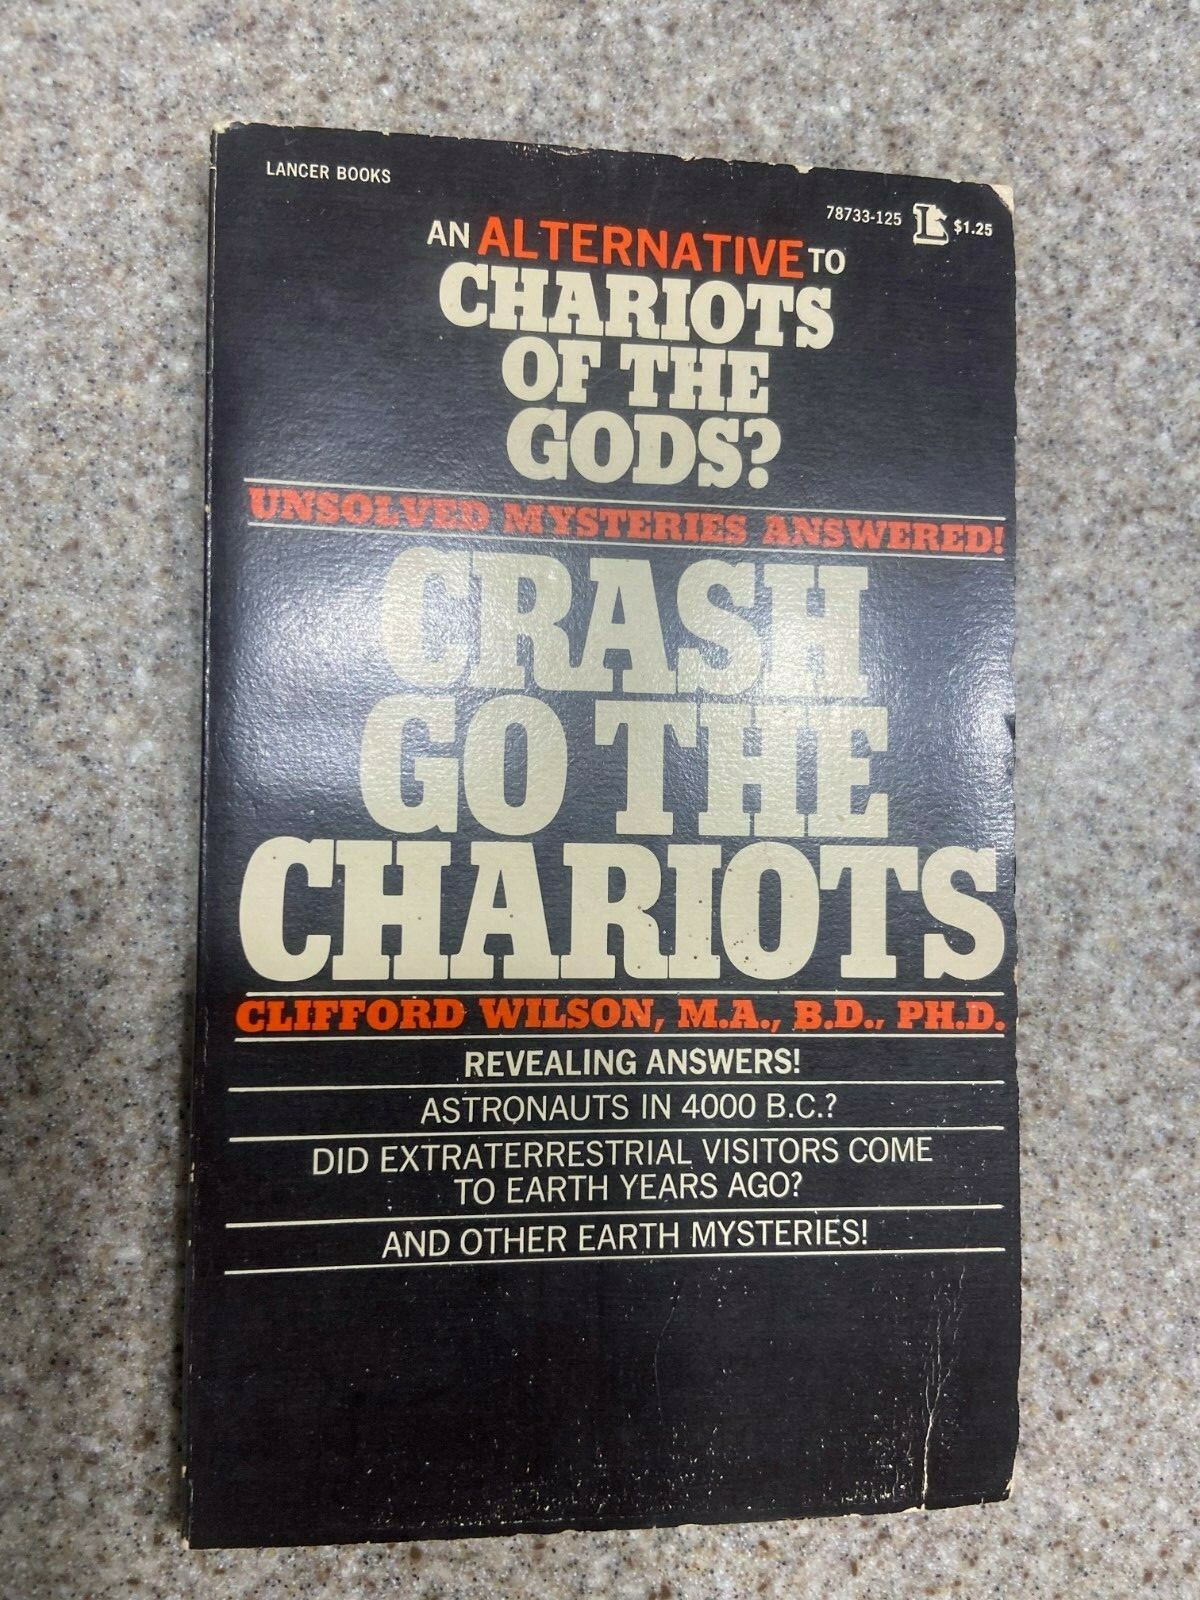 LANCER BOOKS
78733-125 L $1.25
AN ALTERNATIVE TO
CHARIOTS
OF THE
GODS?
UNSOLVED MYSTERIES ANSWERED!
CRASH
GO THE
CHARIOTS
CLIFFORD WILSON, M.A., B.D., PH.D.
REVEALING ANSWERS!
ASTRONAUTS IN 4000 B.C.?
DID EXTRATERRESTRIAL VISITORS COME
TO EARTH YEARS AGO?
AND OTHER EARTH MYSTERIES!